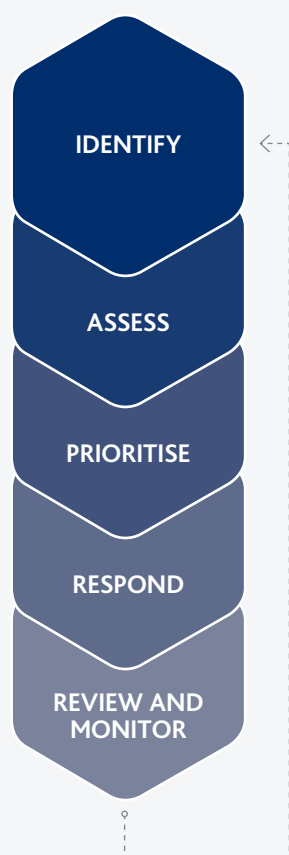 IDENTIFY
ASSESS
PRIORITISE
RESPOND
REVIEW AND
MONITOR